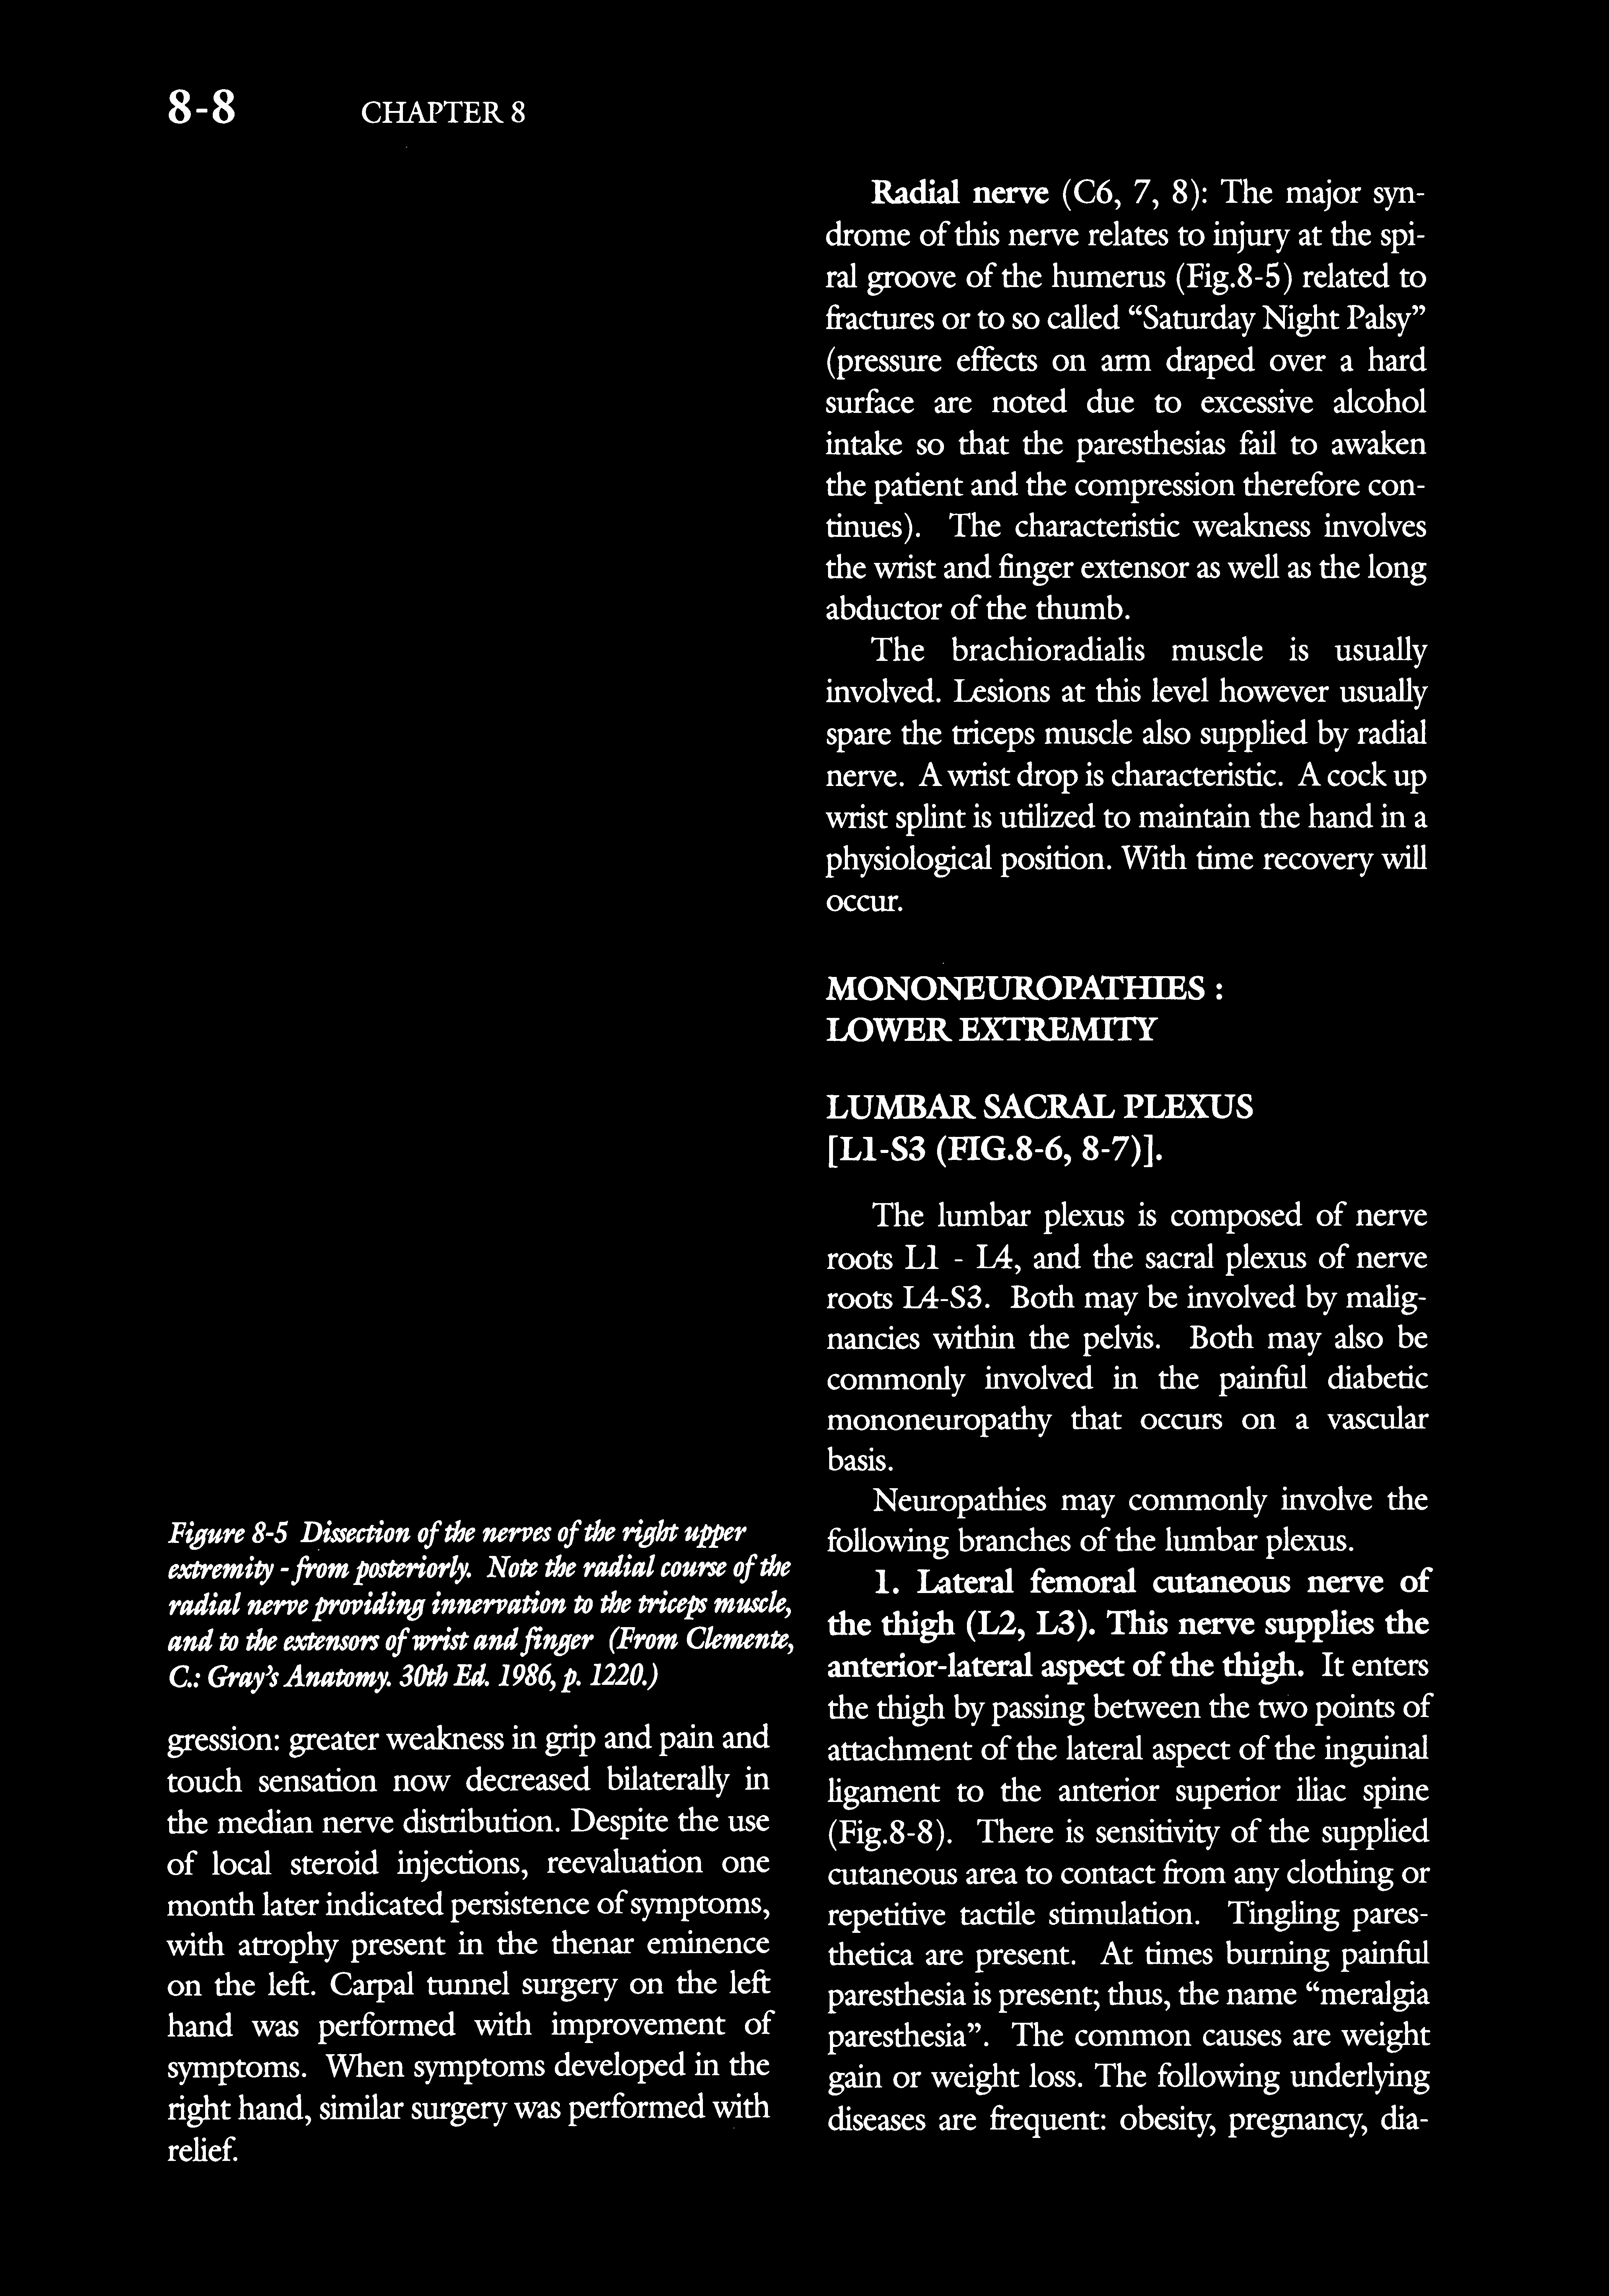 8-8 CHAPTER 8
Figure 8-5 Dissection of the nerves of the right upper
extremity - from posteriorly. Note the radial course of the
radial nerve providing innervation to the triceps muscle,
and to the extensors of wrist and finger (From Clemente,
C.: Gray's Anatomy. 30th Ed. 1986, p. 1220.)
gression: greater weakness in grip and pain and
touch sensation now decreased bilaterally in
the median nerve distribution. Despite the use
of local steroid injections, reevaluation one
month later indicated persistence of symptoms,
with atrophy present in the thenar eminence
on the left. Carpal tunnel surgery on the left
hand was performed with improvement of
symptoms. When symptoms developed in the
right hand, similar surgery was performed with
relief.
Radial nerve (C6, 7, 8): The major syn-
drome of this nerve relates to injury at the spi-
ral groove of the humerus (Fig.8-5) related to
fractures or to so called “Saturday Night Palsy”
(pressure effects on arm draped over a hard
surface are noted due to excessive alcohol
intake so that the paresthesias fail to awaken
the patient and the compression therefore con-
tinues). The characteristic weakness involves
the wrist and finger extensor as well as the long
abductor of the thumb.
The brachioradialis muscle is usually
involved. Lesions at this level however usually
spare the triceps muscle also supplied by radial
nerve. A wrist drop is characteristic. A cock up
wrist splint is utilized to maintain the hand in a
physiological position. With time recovery will
occur.
MONONEUROPATHIES :
LOWER EXTREMITY
LUMBAR SACRAL PLEXUS
[L1-S3 (FIG.8-6, 8-7)].
The lumbar plexus is composed of nerve
roots L1 - L4, and the sacral plexus of nerve
roots L4-S3. Both may be involved by malig-
nancies within the pelvis. Both may also be
commonly involved in the painful diabetic
mononeuropathy that occurs on a vascular
basis.
Neuropathies may commonly involve the
following branches of the lumbar plexus.
1. Lateral femoral cutaneous nerve of
the thigh (L2, L3). This nerve supplies the
anterior-lateral aspect of the thigh. It enters
the thigh by passing between the two points of
attachment of the lateral aspect of the inguinal
ligament to the anterior superior iliac spine
(Fig.8-8). There is sensitivity of the supplied
cutaneous area to contact from any clothing or
repetitive tactile stimulation. Tingling pares-
thetica are present. At times burning painful
paresthesia is present; thus, the name “meralgia
paresthesia”. The common causes are weight
gain or weight loss. The following underlying
diseases are frequent: obesity, pregnancy, dia-